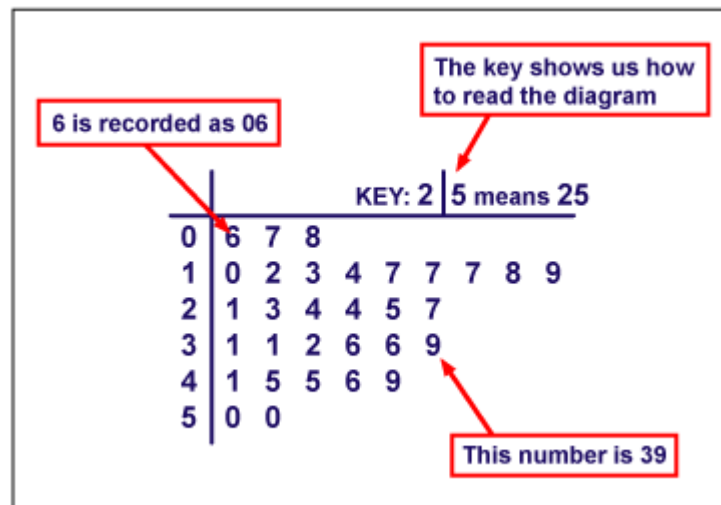 The key shows us how
to read the diagram
6 is recorded as 06
KEY: 2 5 means 25
0 6 7 8
1 0 2 3 4 7 7 7 8 9
2 1 3 4 4 5 7
3 1 1 2 6 6 9
4 1 5 5 6 9
5 0 0
This number is 39